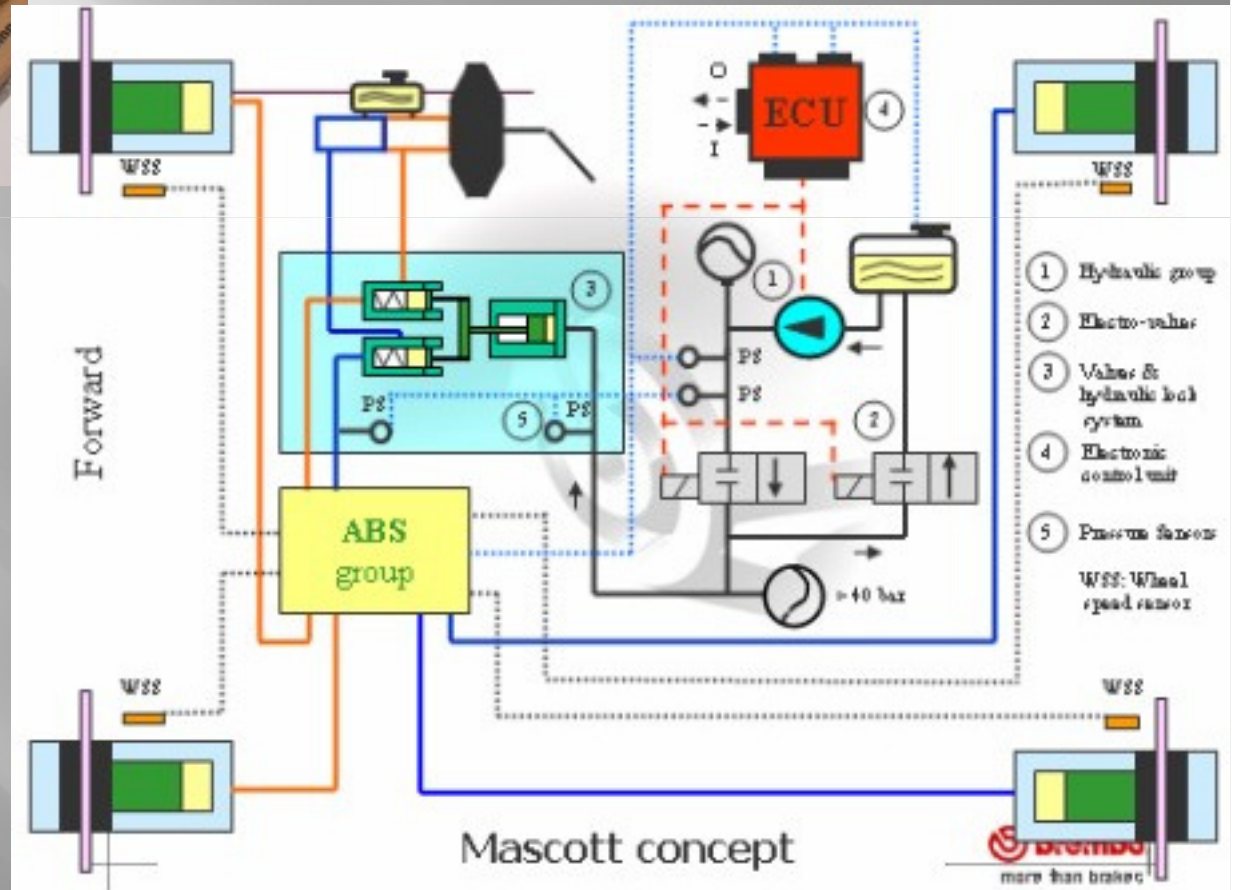 WSS
O
I
ECU
4
WSS
3
1
PS
PS
PS
5
PS
2
ABS
group
> 40 bar
Forward
1 Hydraulic group
2 Electro-valves
3 Valves &
hydraulic lock
system
4 Electronic
control unit
5 Pressure Sensors
WSS: Wheel
speed sensor
WSS
WSS
Mascott concept
brembo
more than brakes